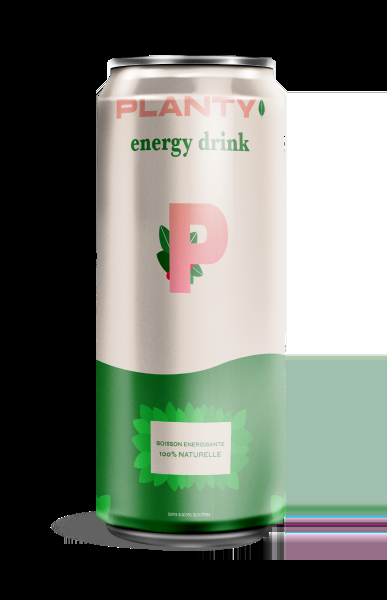 PLANTY
energy drink
P
BOISSON ENERGISANTE
100% NATURELLE